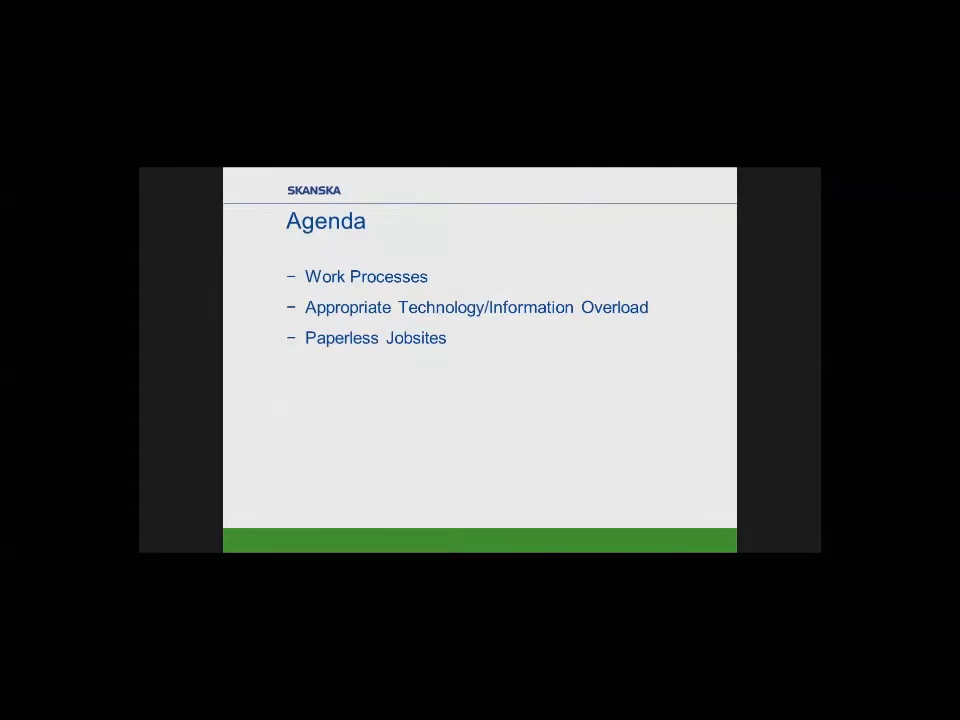 SKANSKA
Agenda
– Work Processes
– Appropriate Technology/Information Overload
– Paperless Jobsites